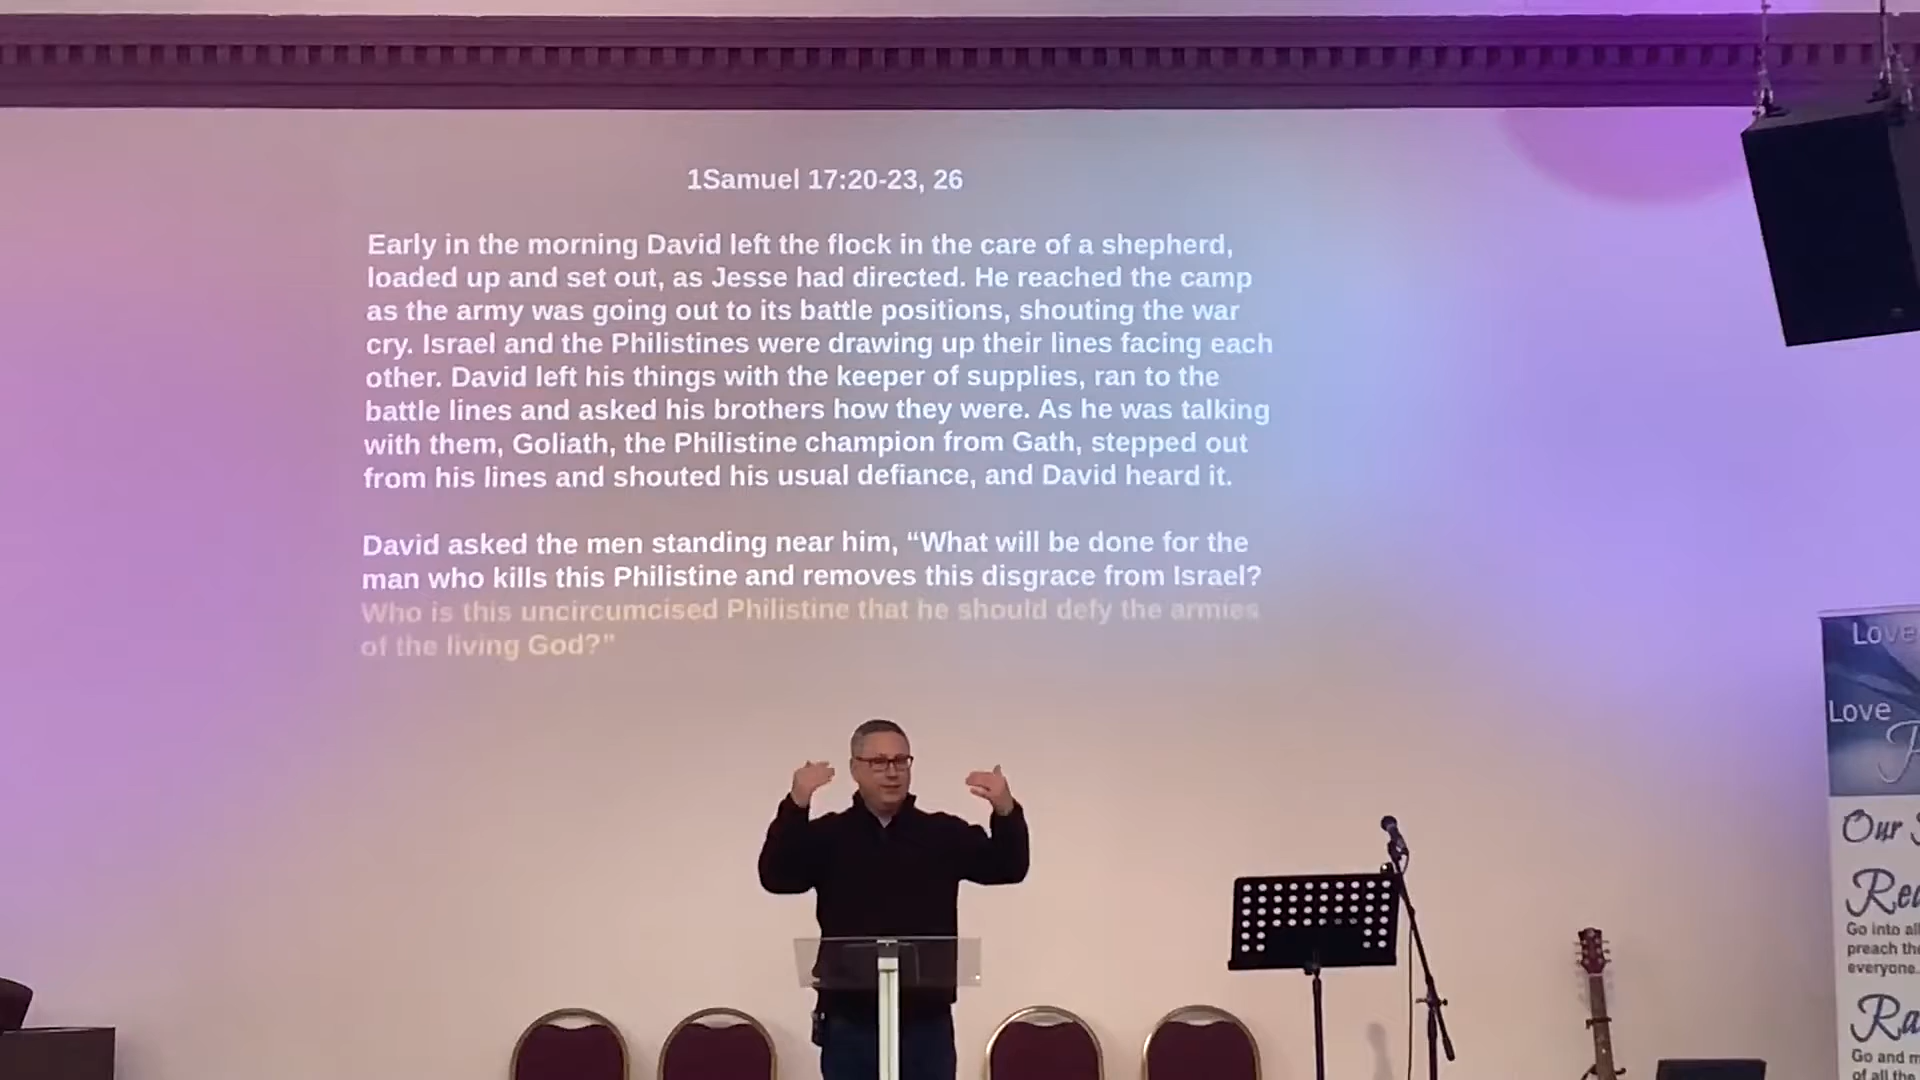 1Samuel 17:20-23, 26
Early in the morning David left the flock in the care of a shepherd,
loaded up and set out, as Jesse had directed. He reached the camp
as the army was going out to its battle positions, shouting the war
cry. Israel and the Philistines were drawing up their lines facing each
other. David left his things with the keeper of supplies, ran to the
battle lines and asked his brothers how they were. As he was talking
with them, Goliath, the Philistine champion from Gath, stepped out
from his lines and shouted his usual defiance, and David heard it.
David asked the men standing near him, “What will be done for the
man who kills this Philistine and removes this disgrace from Israel?
Who is this uncircumcised Philistine that he should defy the armies
of the living God?”
Love
Love
Our
Go into all
preach the
everyone.
Go and
of all the